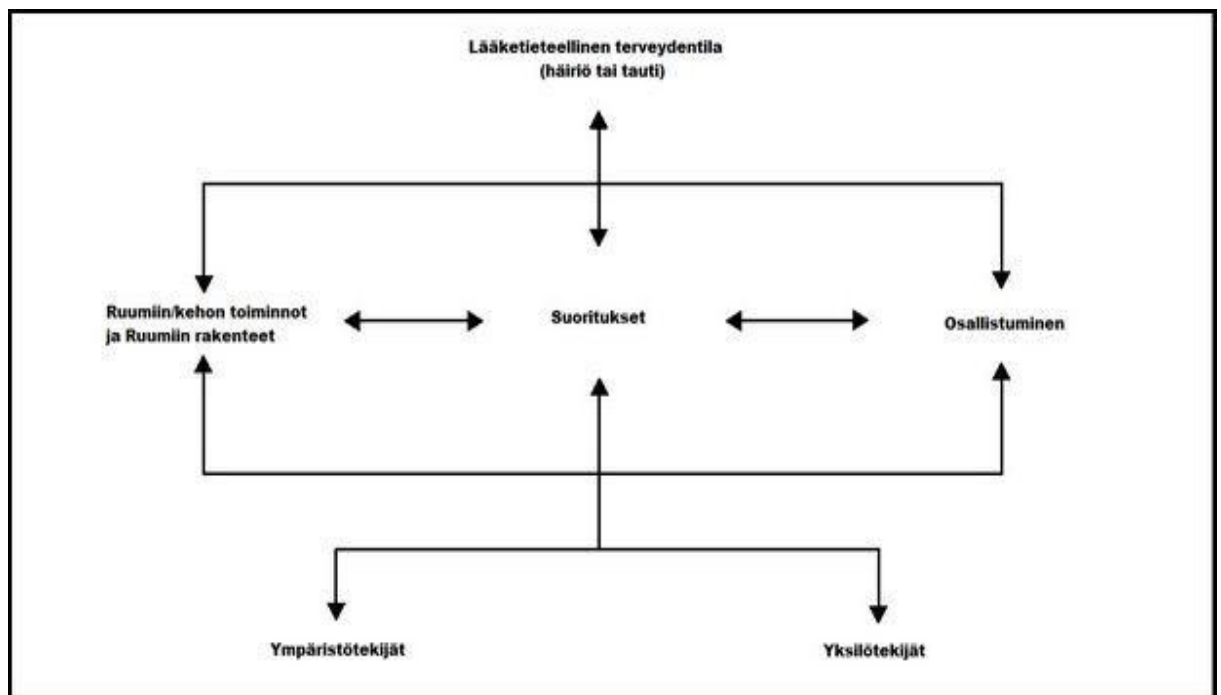 Lääketieteellinen terveydentila
(häiriö tai tauti)
Ruumiin/kehon toiminnot
ja Ruumiin rakenteet
Suoritukset
Osallistuminen
Ympäristötekijät
Yksilötekijät